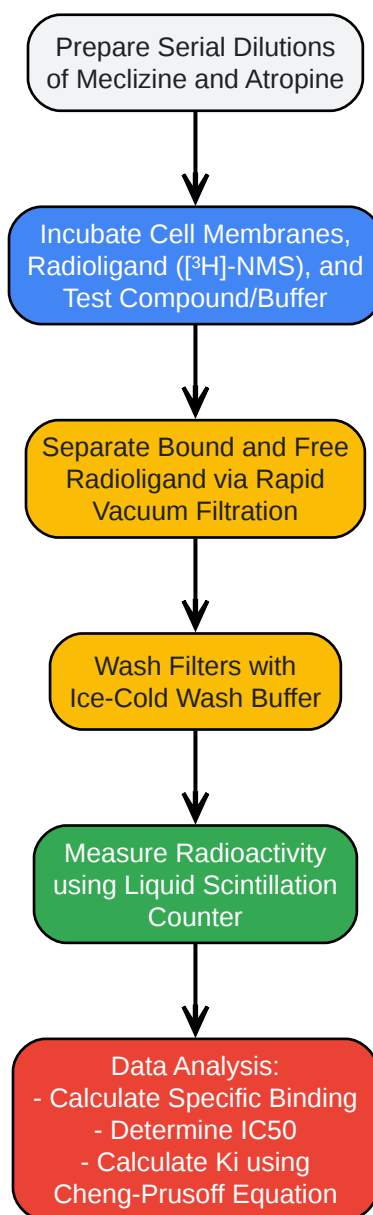 Prepare Serial Dilutions
of Meclizine and Atropine
Incubate Cell Membranes,
Radioligand ([³H]-NMS), and
Test Compound/Buffer
Separate Bound and Free
Radioligand via Rapid
Vacuum Filtration
Wash Filters with
Ice-Cold Wash Buffer
Measure Radioactivity
using Liquid Scintillation
Counter
Data Analysis:
- Calculate Specific Binding
- Determine IC50
- Calculate Ki using
Cheng-Prusoff Equation